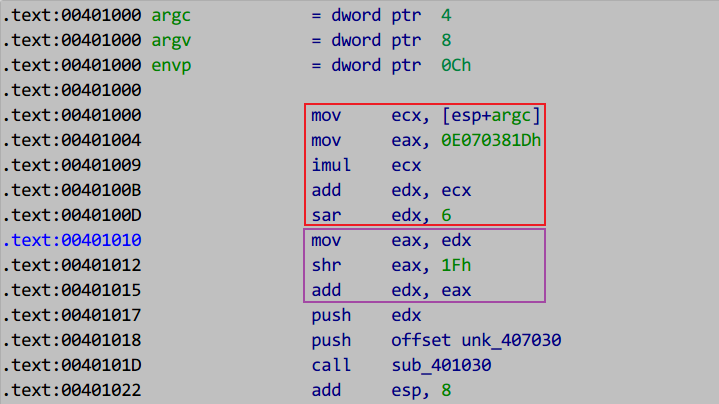 .text:00401000 argc = dword ptr 4
.text:00401000 argv = dword ptr 8
.text:00401000 envp = dword ptr 0Ch
.text:00401000
.text:00401000 mov ecx, [esp+argc]
.text:00401004 mov eax, 0E070381Dh
.text:00401009 imul ecx
.text:0040100B add edx, ecx
.text:0040100D sar edx, 6
.text:00401010 mov eax, edx
.text:00401012 shr eax, 1Fh
.text:00401015 add edx, eax
.text:00401017 push edx
.text:00401018 push offset unk_407030
.text:0040101D call sub_401030
.text:00401022 add esp, 8